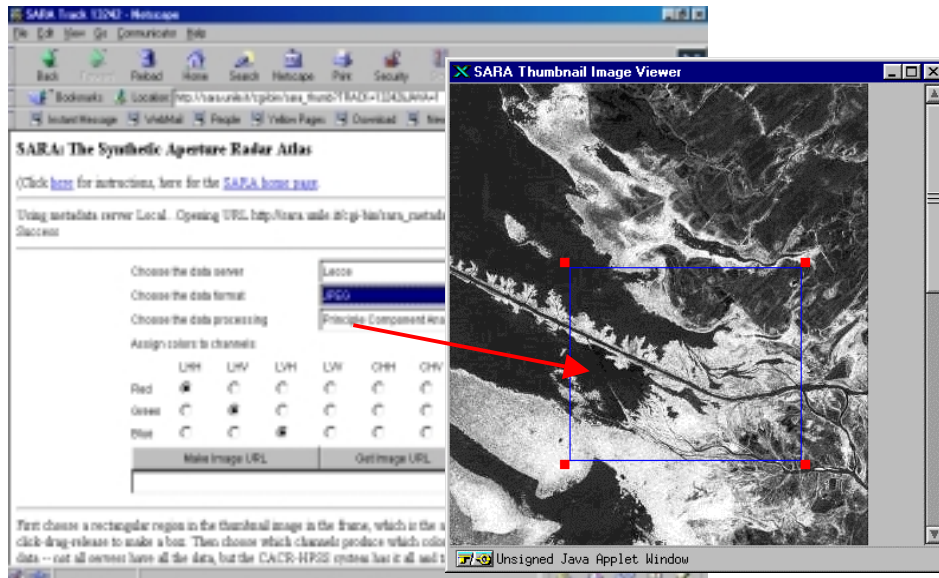 SARA Track 13242 - Netscape
File Edit View Go Communicator Help
Back Forward Reload Home Search Netscape Print Security
Bookmarks Location
Instant Message WebMail People Yellow Pages Download
SARA: The Synthetic Aperture Radar Atlas
(Click here for instructions, here for the SARA home page.
Using metadata server Local. Opening URL
Success
Choose the data server Lecce
Choose the data format JPEG
Choose the data processing Principle Component Ana
Assign colors to channels:
LHH LHV LVH LVV CHH CHV
Red
Green
Blue
Make Image URL Get Image URL
First choose a rectangular region in the thumbnail image in the frame, which is the a
click-drag-release to make a box. Then choose which channels produce which colo
data -- not all servers have all the data, but the CACR-HPSS system has it all and t
SARA Thumbnail Image Viewer
Unsigned Java Applet Window